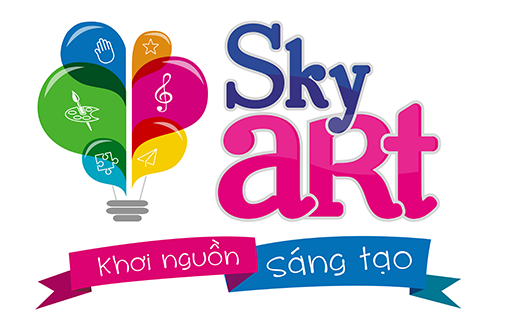 Sky
aRt
Khơi nguồn sáng tạo